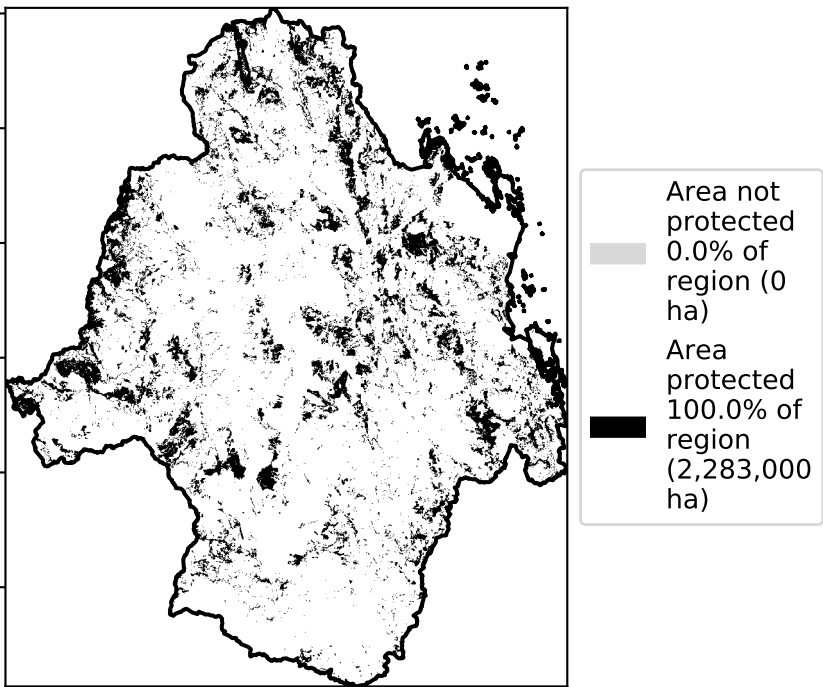 Area not
protected
0.0% of
region (0
ha)
Area
protected
100.0% of
region
(2,283,000
ha)